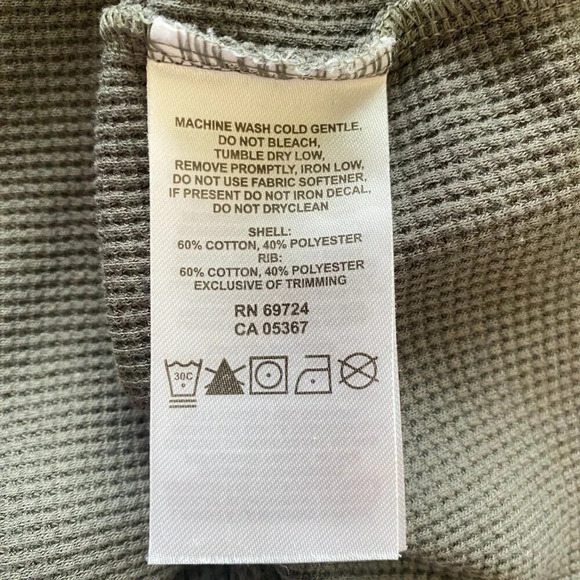 MACHINE WASH COLD GENTLE,
DO NOT BLEACH,
TUMBLE DRY LOW,
REMOVE PROMPTLY, IRON LOW,
DO NOT USE FABRIC SOFTENER,
IF PRESENT DO NOT IRON DECAL,
DO NOT DRYCLEAN
SHELL:
60% COTTON, 40% POLYESTER
RIB:
60% COTTON, 40% POLYESTER
EXCLUSIVE OF TRIMMING
RN 69724
CA 05367
30C